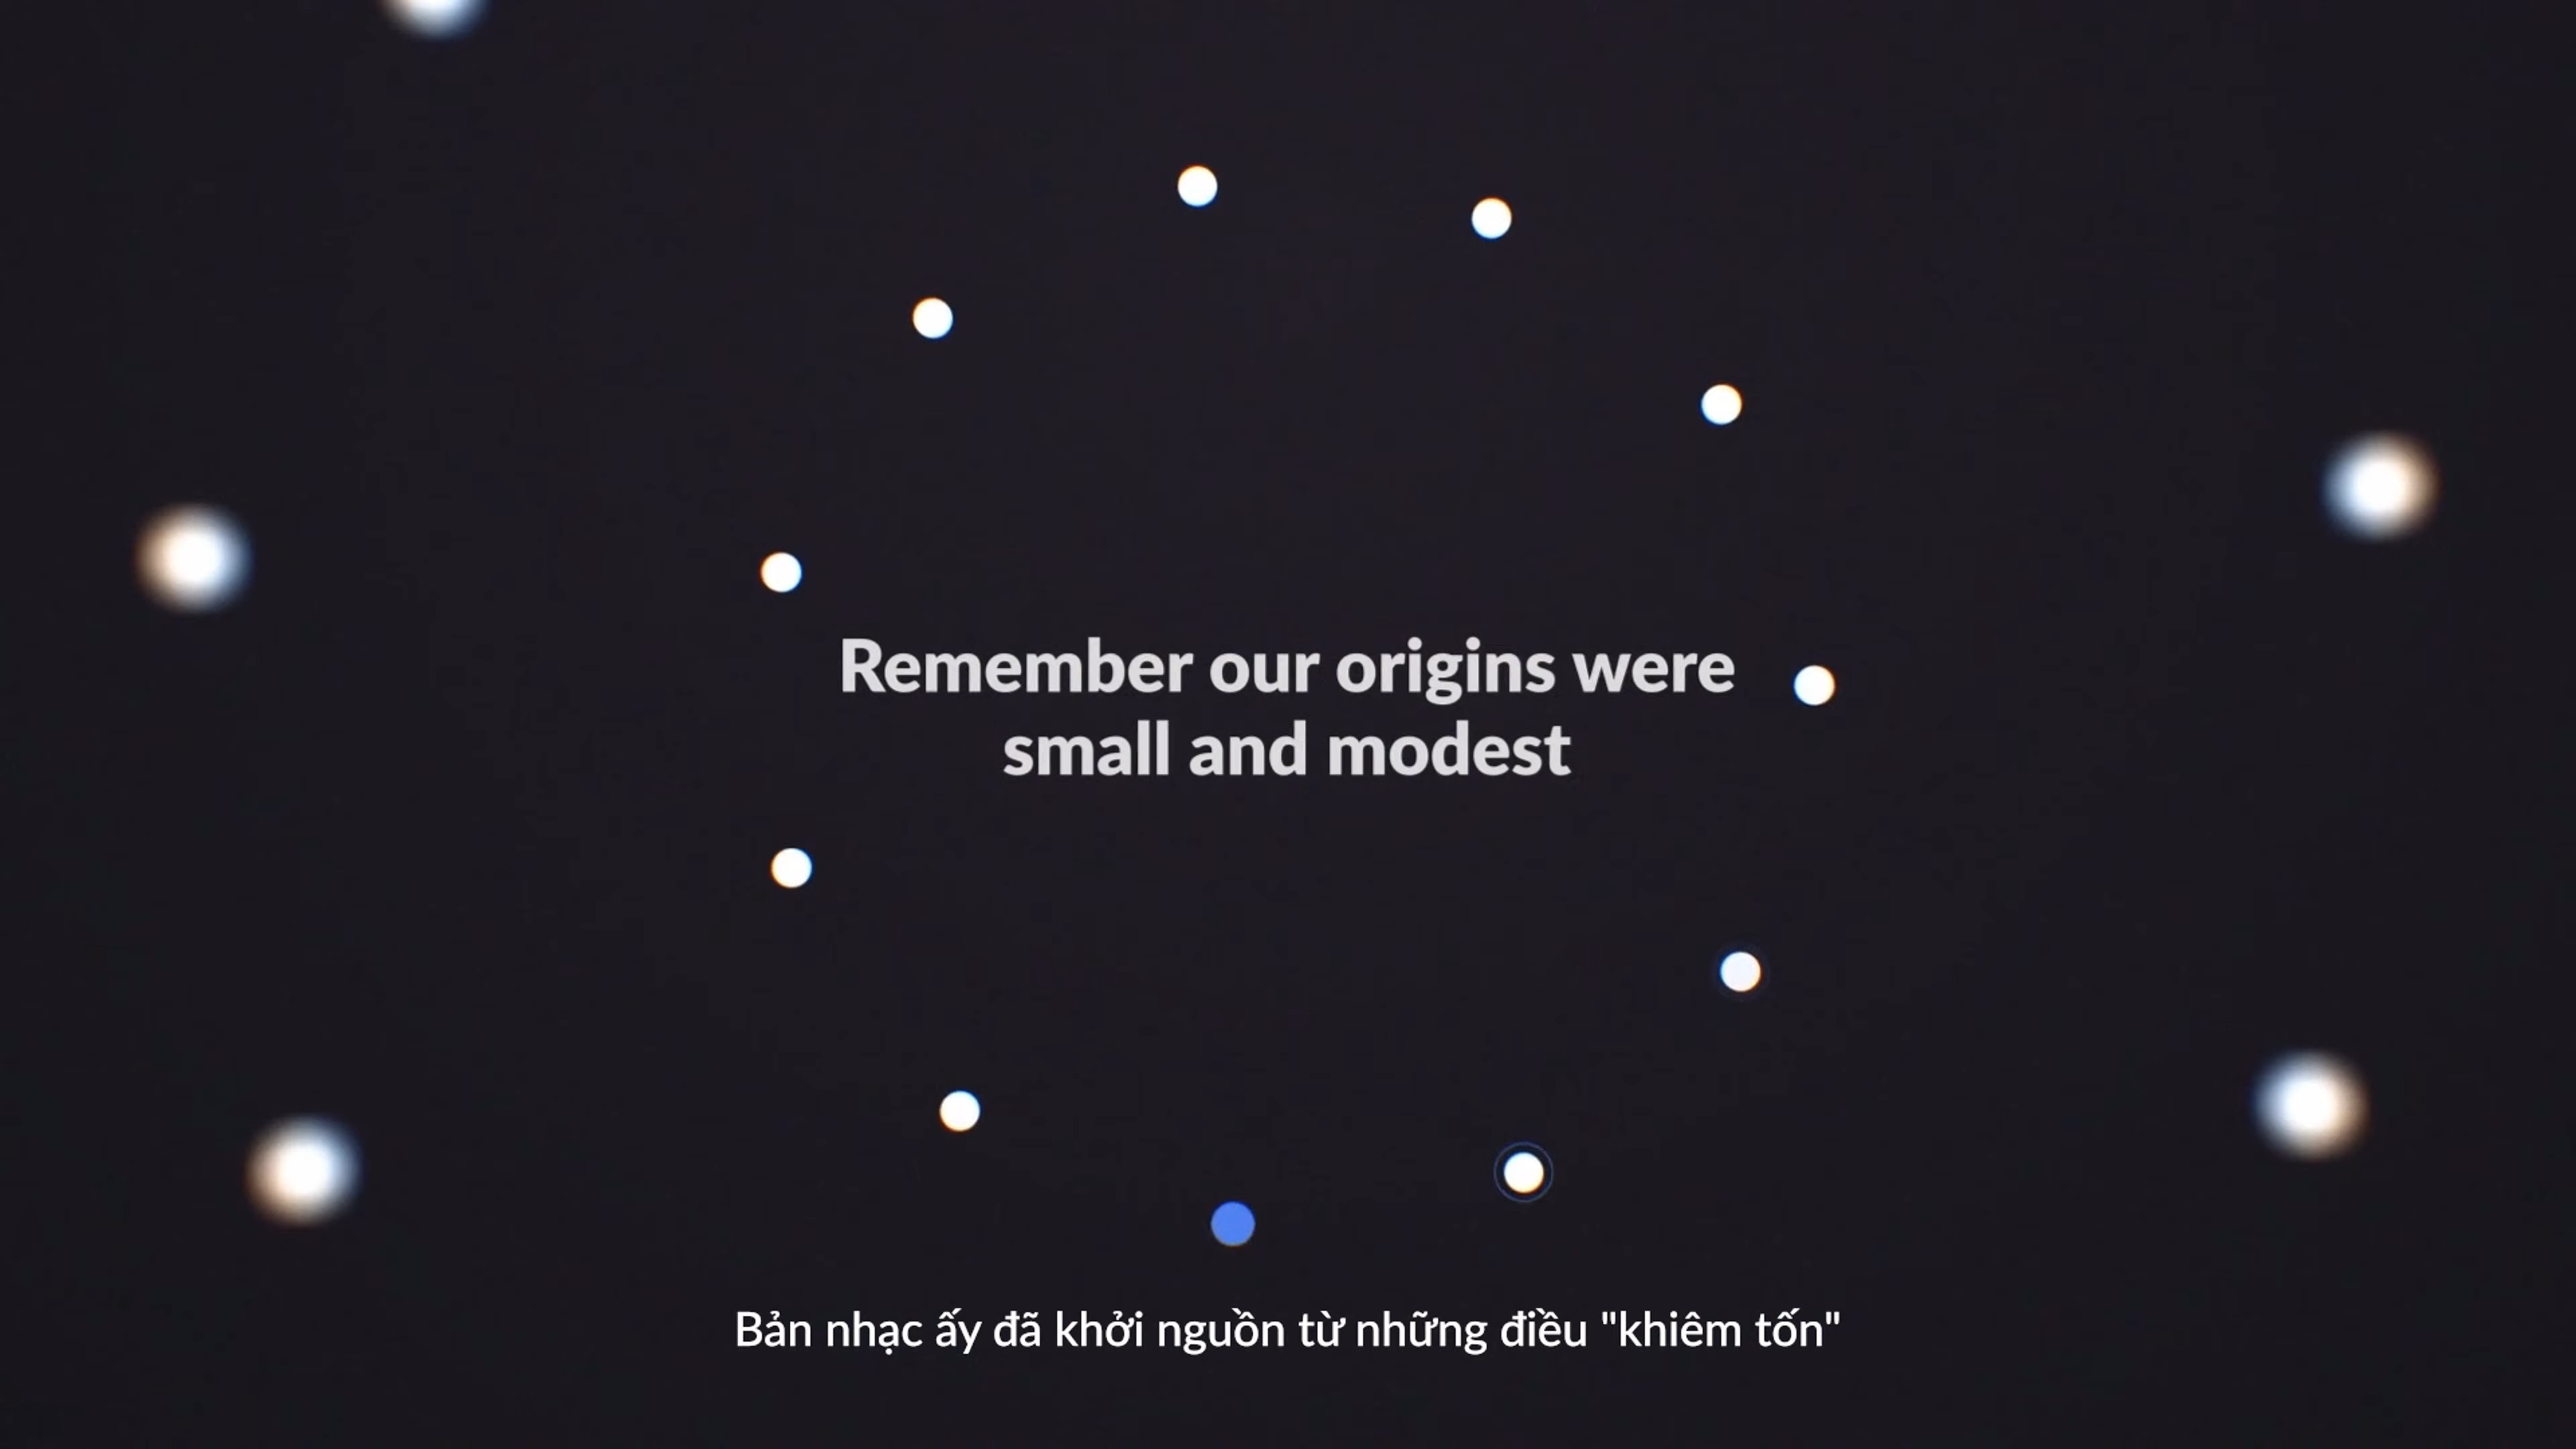 Remember our origins were
small and modest
Bản nhạc ấy đã khởi nguồn từ những điều "khiêm tốn"